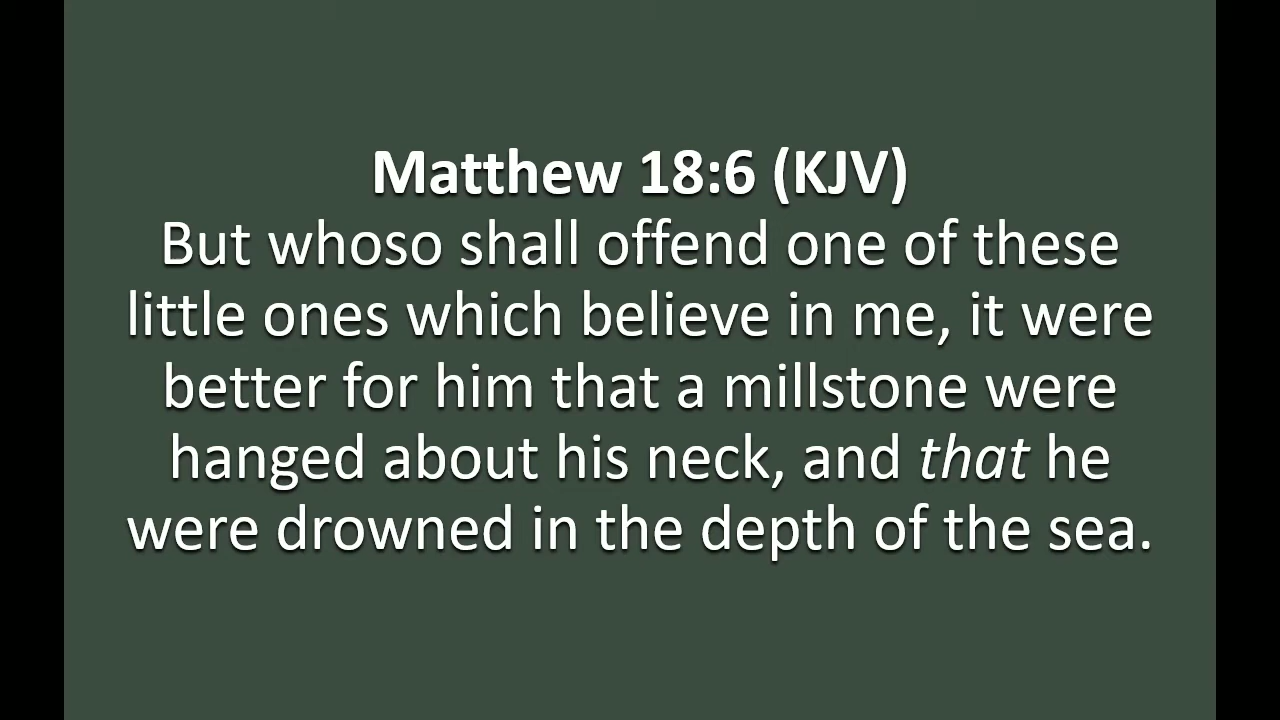 Matthew 18:6 (KJV)
But whoso shall offend one of these
little ones which believe in me, it were
better for him that a millstone were
hanged about his neck, and that he
were drowned in the depth of the sea.